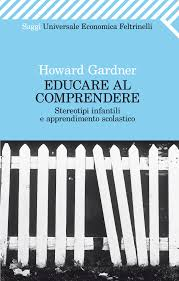 Saggi Universale Economica Feltrinelli
Howard Gardner
EDUCARE AL
COMPRENDERE
Stereotipi infantili
e apprendimento scolastico